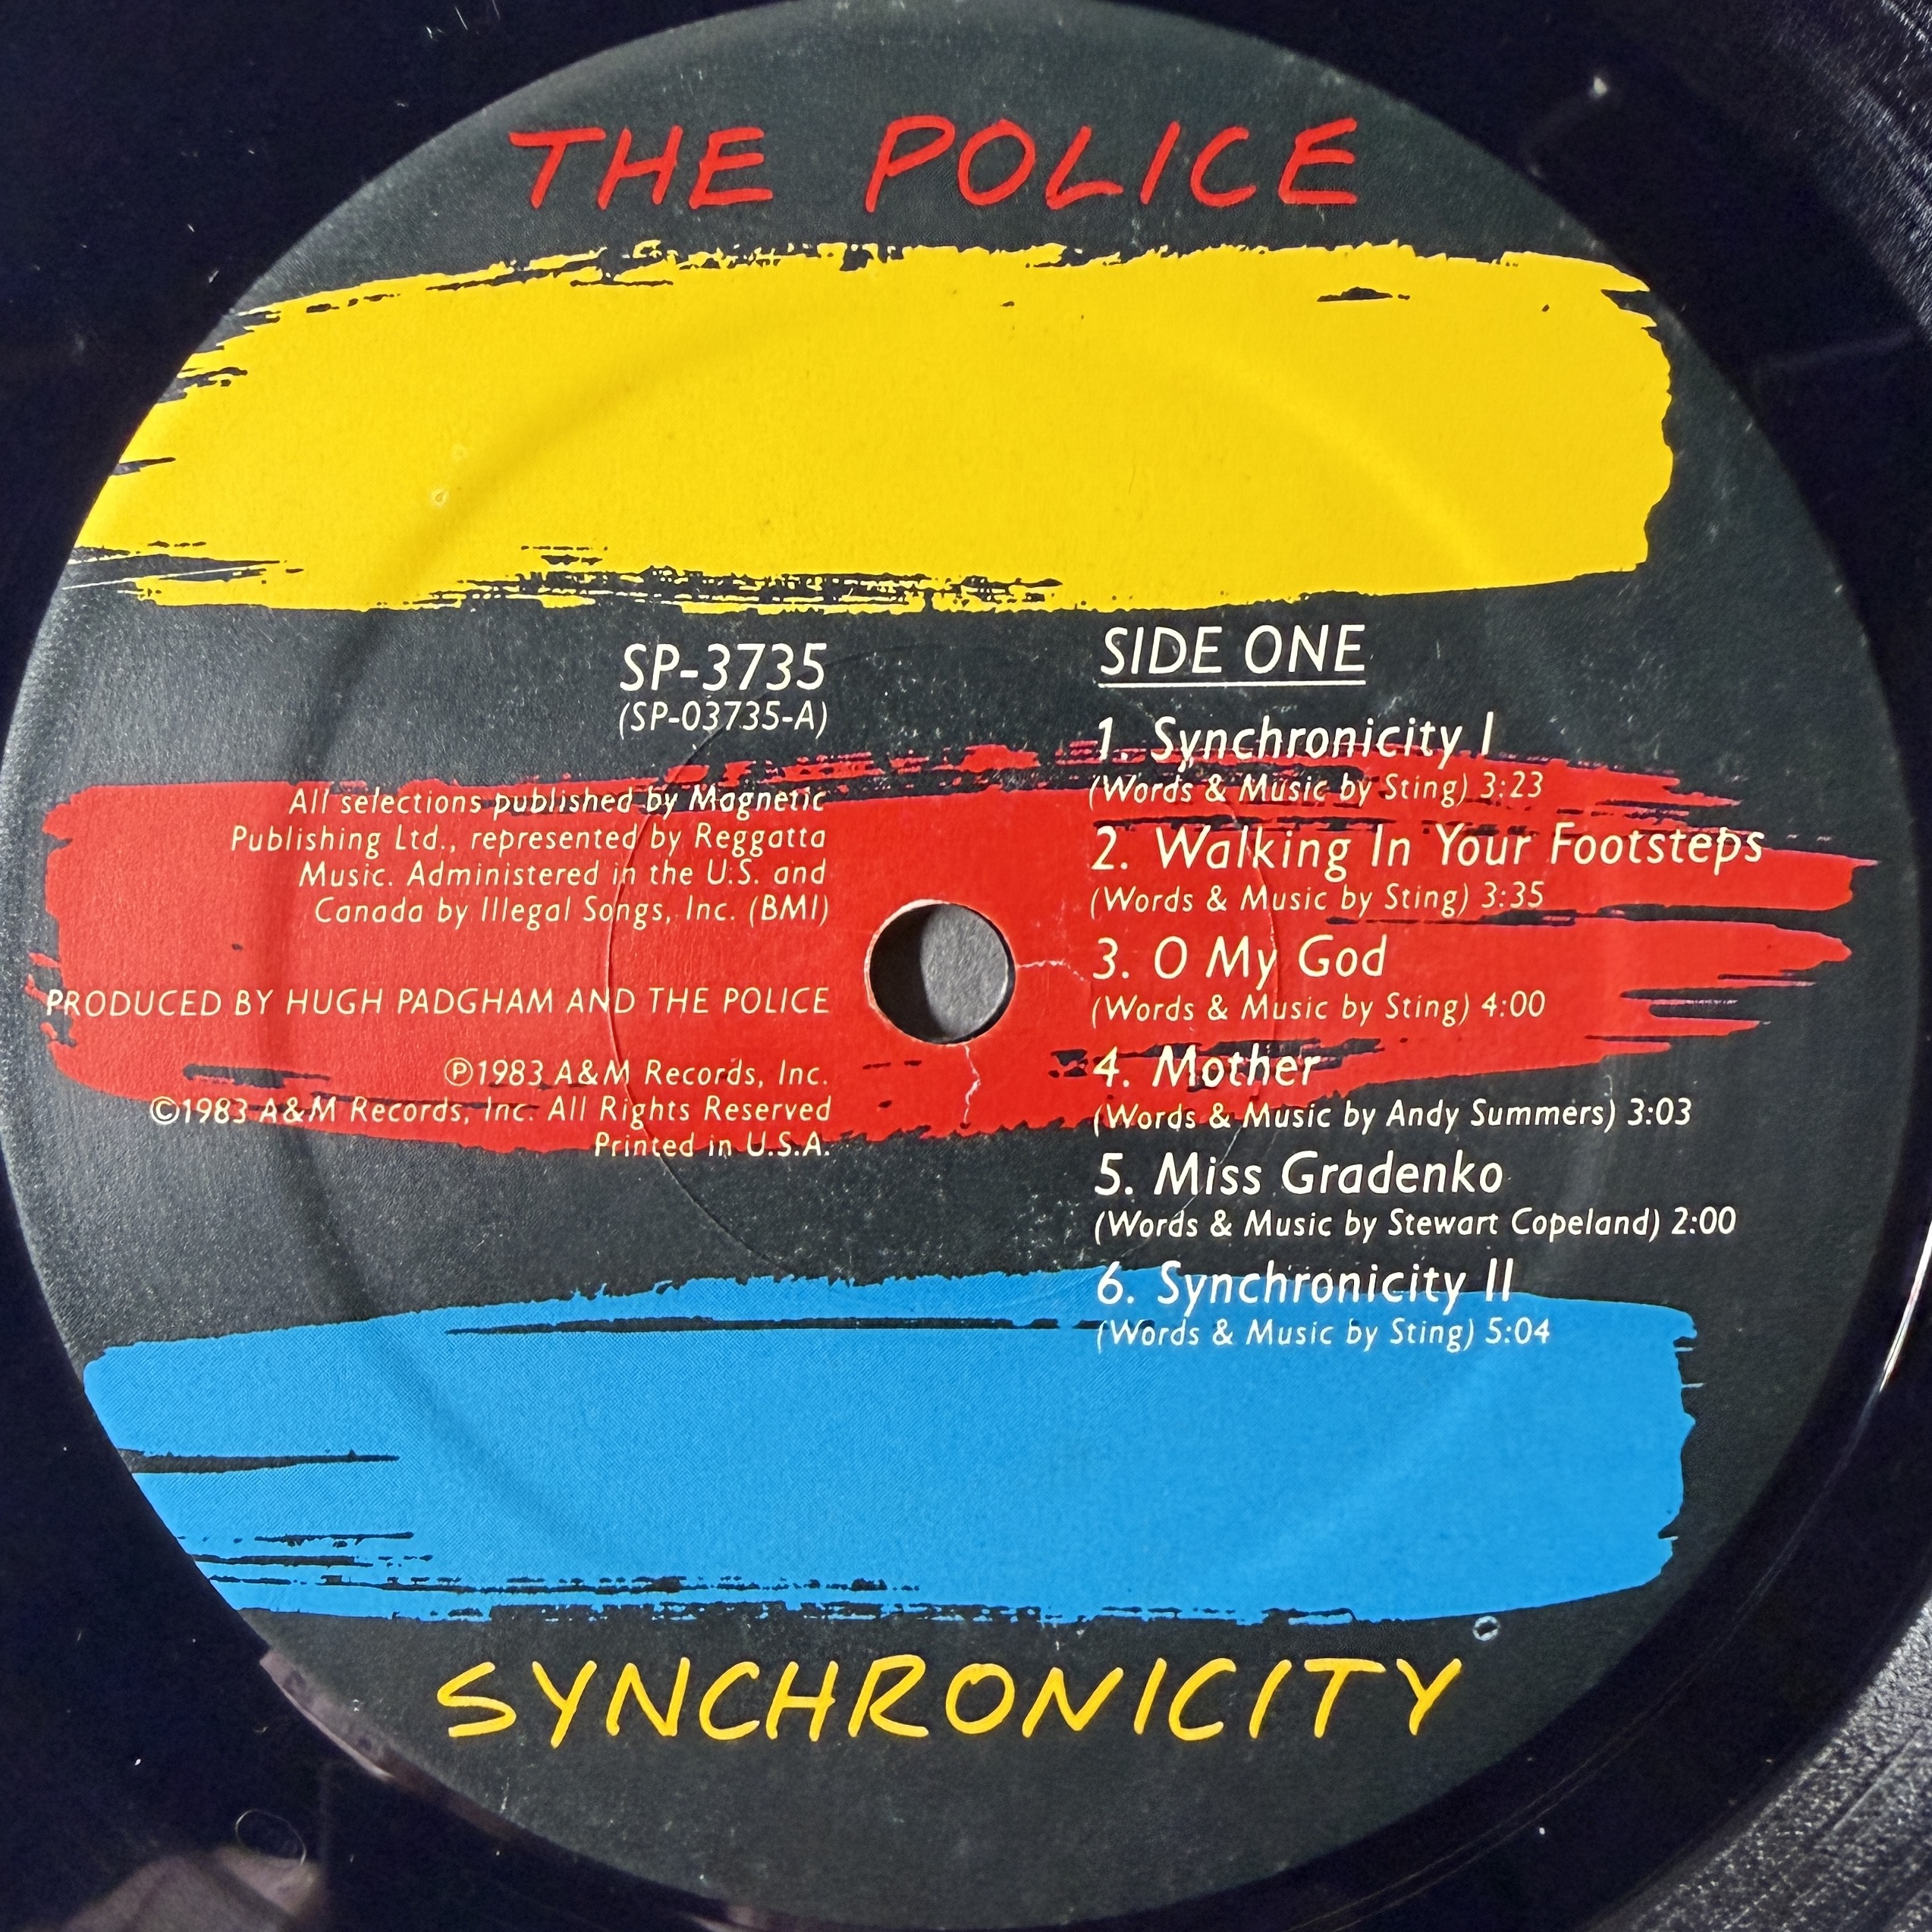 THE POLICE
SP-3735
(SP-03735-A)
All selections published by Magnetic
Publishing Ltd., represented by Reggatta
Music. Administered in the U.S. and
Canada by Illegal Songs, Inc. (BMI)
PRODUCED BY HUGH PADGHAM AND THE POLICE
℗1983 A&M Records, Inc.
©1983 A&M Records, Inc. All Rights Reserved
Printed in U.S.A.
SIDE ONE
1. Synchronicity I
(Words & Music by Sting) 3:23
2. Walking In Your Footsteps
(Words & Music by Sting) 3:35
3. O My God
(Words & Music by Sting) 4:00
4. Mother
(Words & Music by Andy Summers) 3:03
5. Miss Gradenko
(Words & Music by Stewart Copeland) 2:00
6. Synchronicity II
(Words & Music by Sting) 5:04
SYNCHRONICITY